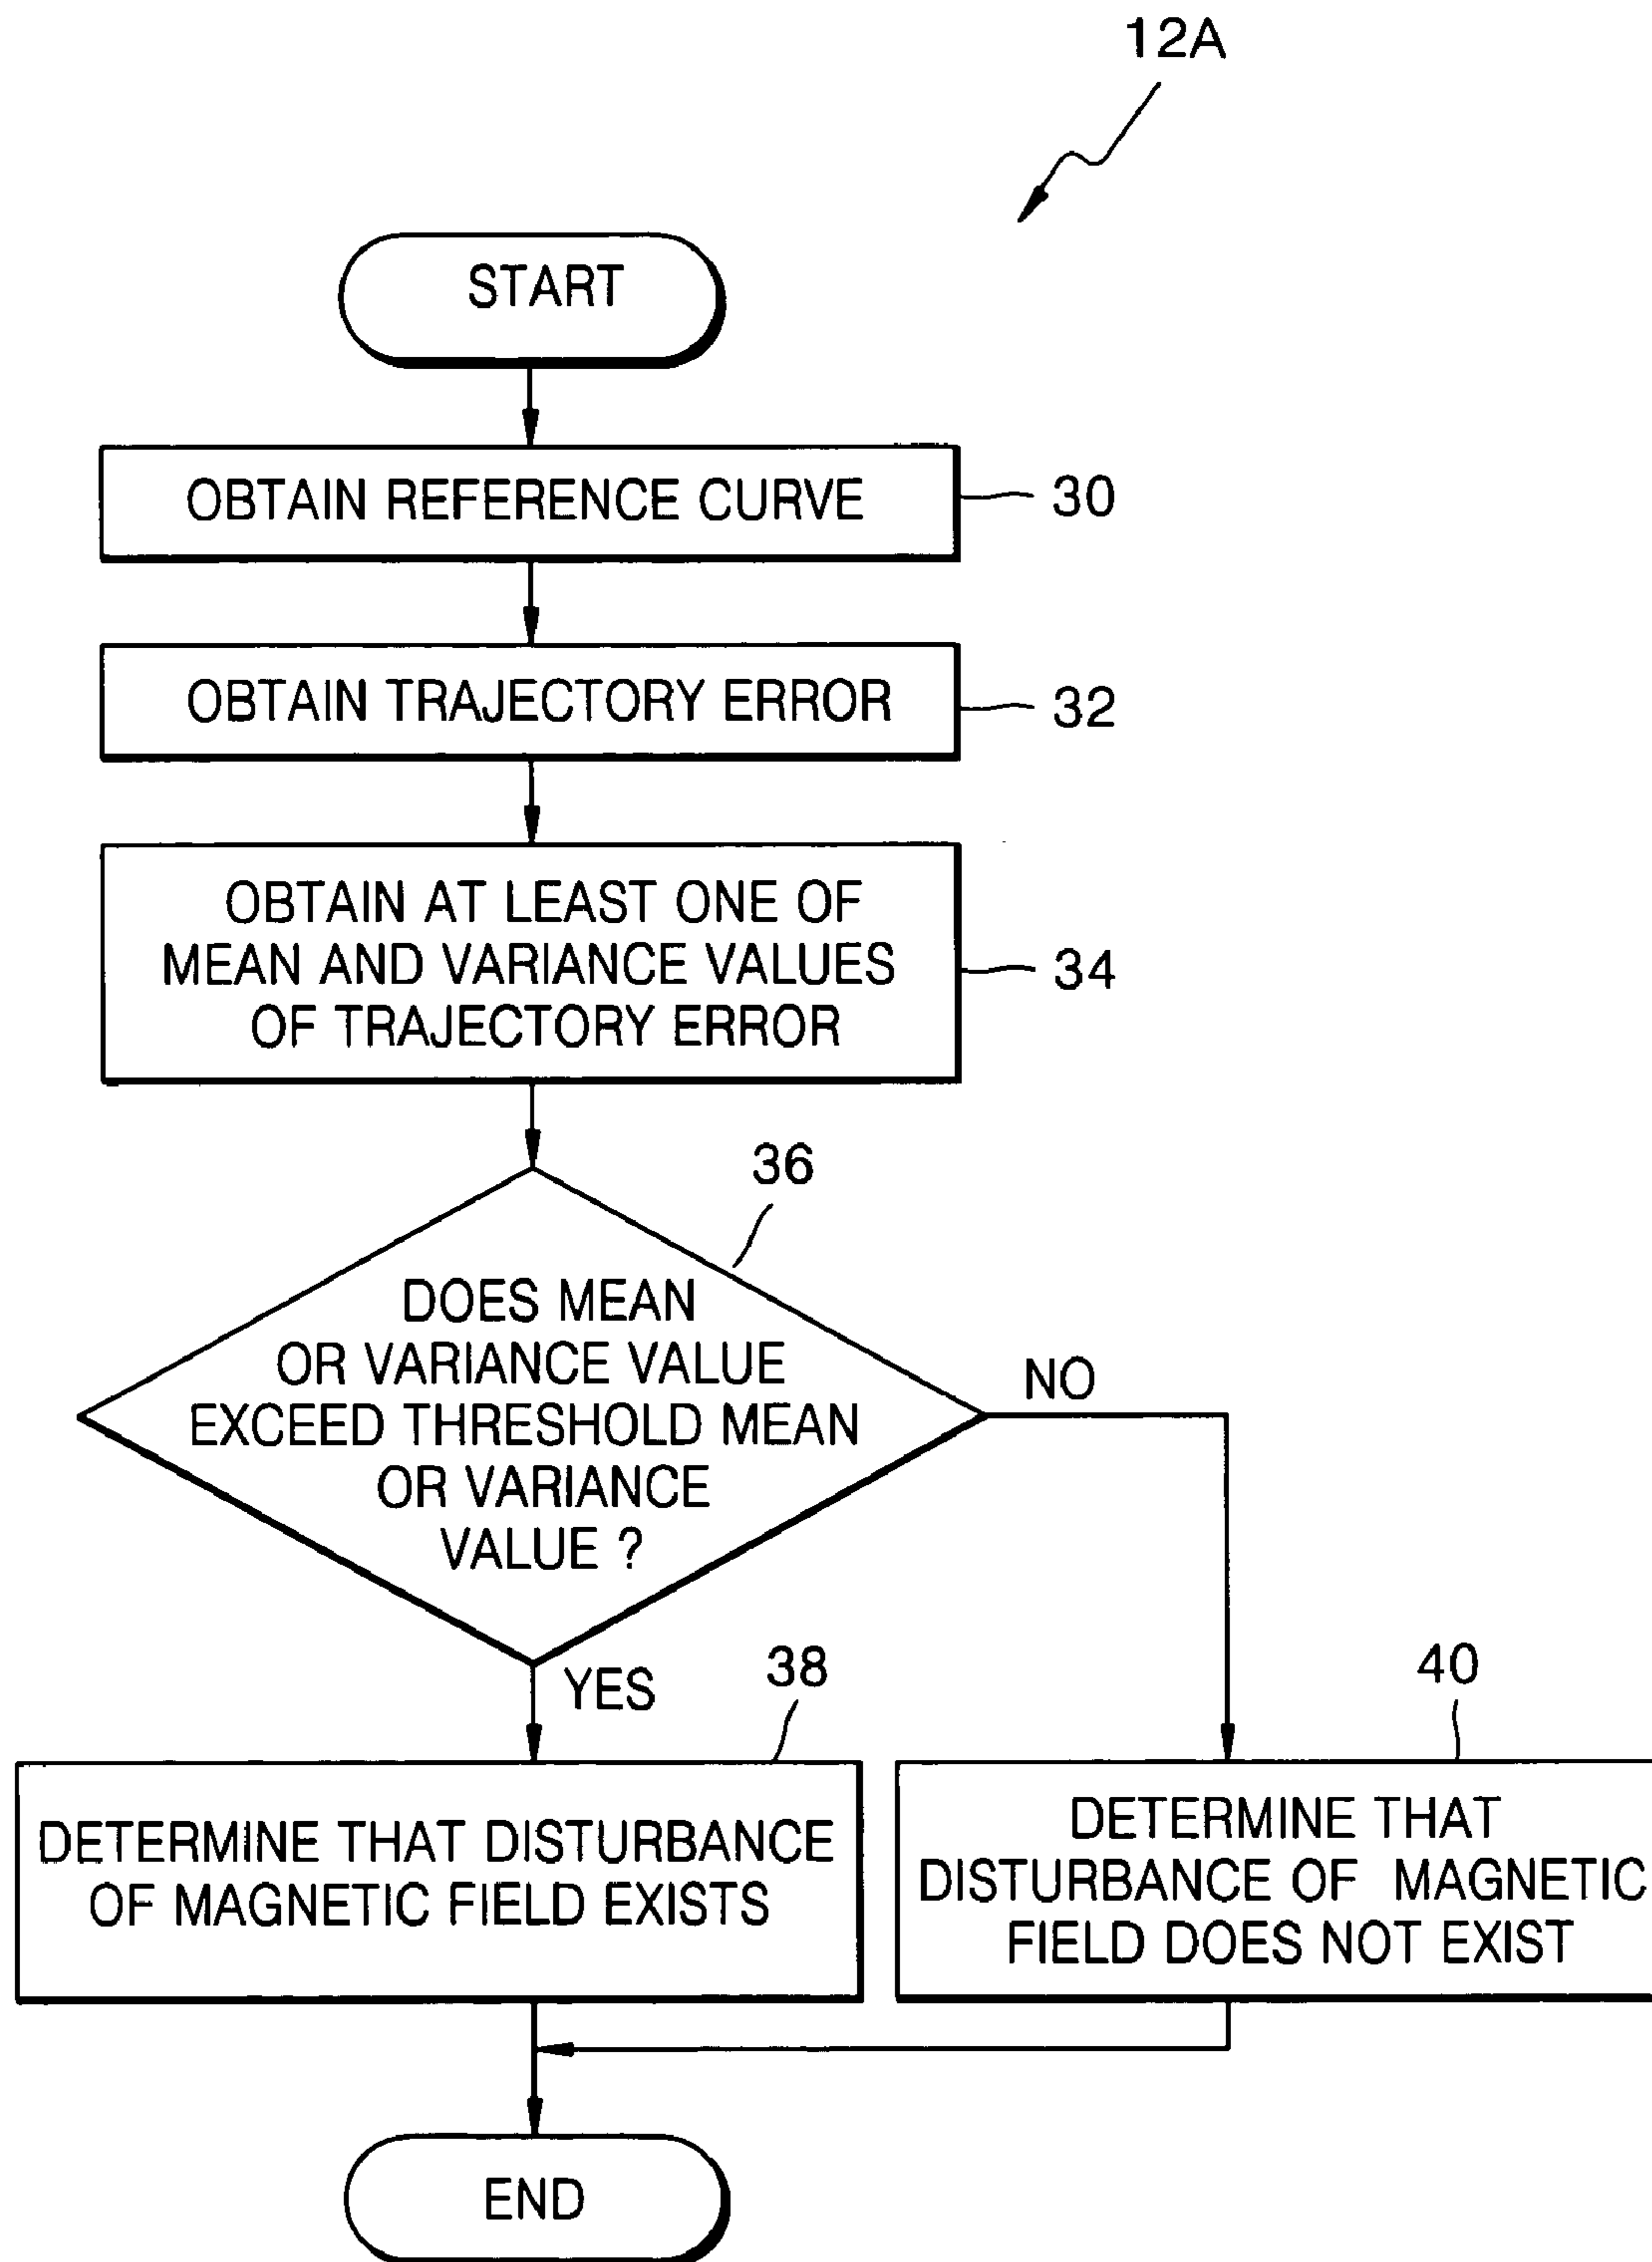 12A
START
OBTAIN REFERENCE CURVE
30
OBTAIN TRAJECTORY ERROR
32
OBTAIN AT LEAST ONE OF
MEAN AND VARIANCE VALUES
OF TRAJECTORY ERROR
34
36
DOES MEAN
OR VARIANCE VALUE
EXCEED THRESHOLD MEAN
OR VARIANCE
VALUE ?
NO
YES
38
40
DETERMINE THAT DISTURBANCE
OF MAGNETIC FIELD EXISTS
DETERMINE THAT
DISTURBANCE OF MAGNETIC
FIELD DOES NOT EXIST
END